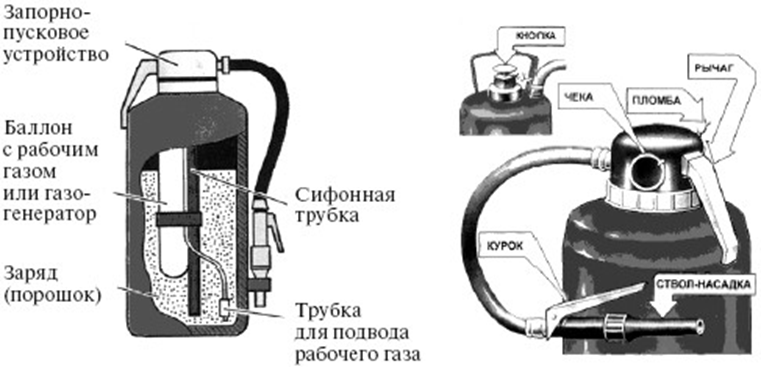 Запорно-
пусковое
устройство
Баллон
с рабочим
газом
или газо-
генератор
Заряд
(порошок)
Сифонная
трубка
Трубка
для подвода
рабочего газа
КНОПКА
РЫЧАГ
ЧЕКА
ПЛОМБА
КУРОК
СТВОЛ-НАСАДКА